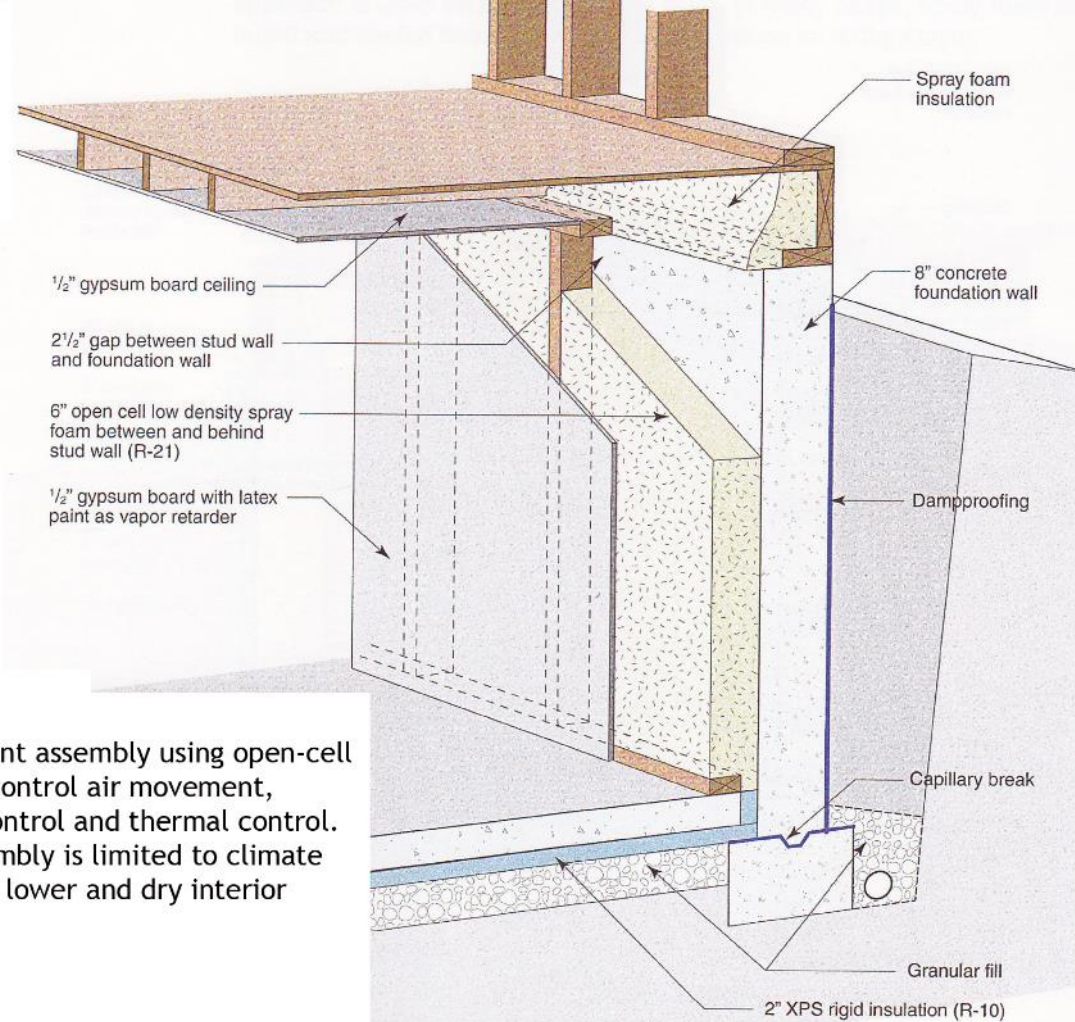 Spray foam
insulation
½" gypsum board ceiling
8" concrete
foundation wall
2½" gap between stud wall
and foundation wall
6" open cell low density spray
foam between and behind
stud wall (R-21)
½" gypsum board with latex
paint as vapor retarder
Dampproofing
nt assembly using open-cell
ontrol air movement,
ontrol and thermal control.
mbly is limited to climate
lower and dry interior
Capillary break
Granular fill
2" XPS rigid insulation (R-10)